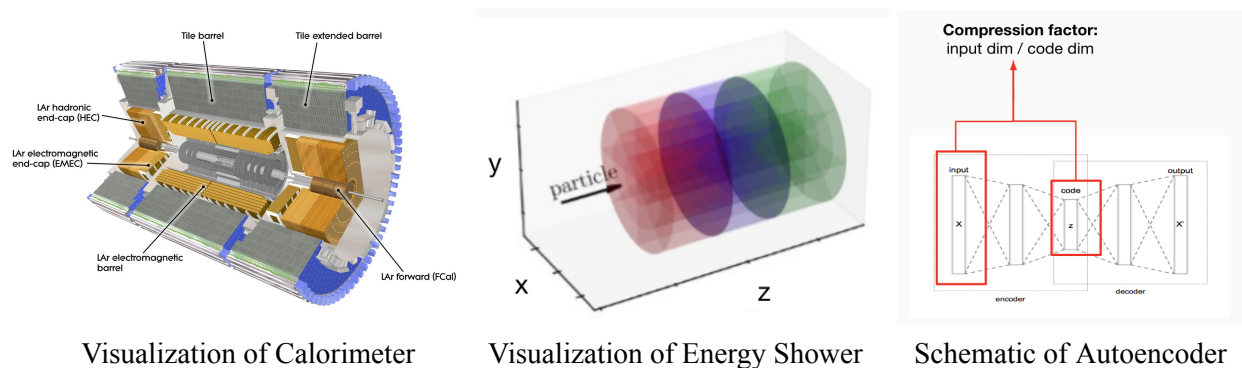 Tile barrel
Tile extended barrel
LAr hadronic
end-cap (HEC)
LAr electromagnetic
end-cap (EMEC)
LAr electromagnetic
barrel
LAr forward (FCal)
y
particle
x
z
Compression factor:
input dim / code dim
input
output
code
X
z
X'
encoder
decoder
Visualization of Calorimeter
Visualization of Energy Shower
Schematic of Autoencoder